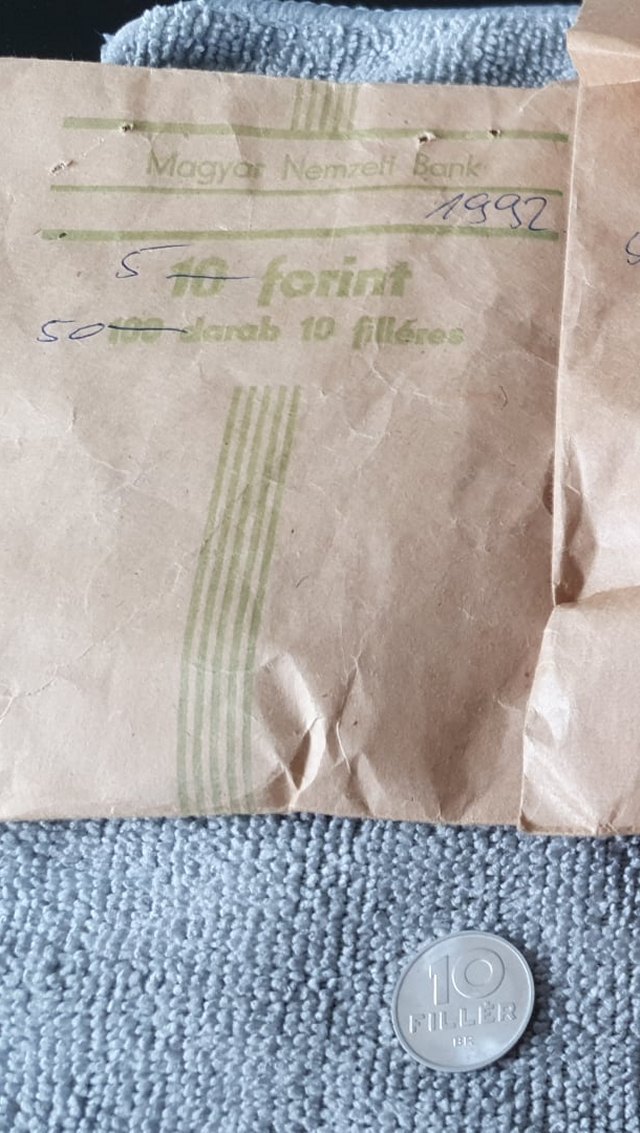 Magyar Nemzeti Bank
1992
5 10 forint
50 100 darab 10 filléres
10
FILLÉR
BP.